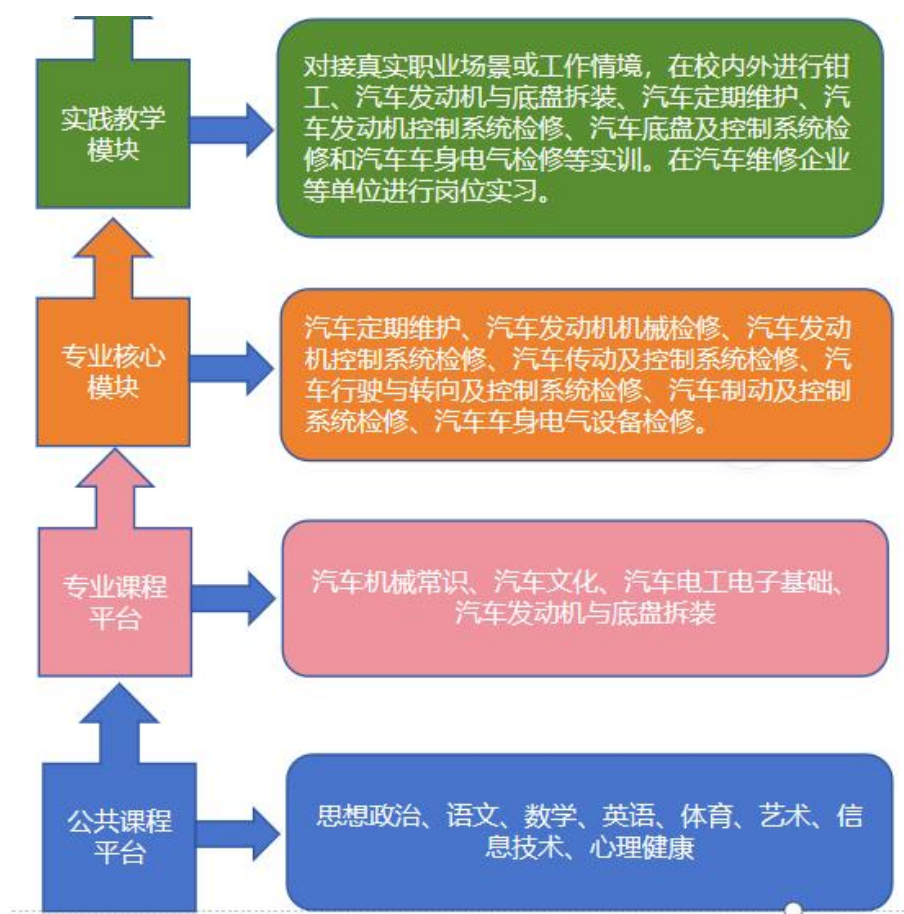 实践教学
模块
对接真实职业场景或工作情境，在校内外进行钳
工、汽车发动机与底盘拆装、汽车定期维护、汽
车发动机控制系统检修、汽车底盘及控制系统检
修和汽车车身电气检修等实训。在汽车维修企业
等单位进行岗位实习。
专业核心
模块
汽车定期维护、汽车发动机机械检修、汽车发动
机控制系统检修、汽车传动及控制系统检修、汽
车行驶与转向及控制系统检修、汽车制动及控制
系统检修、汽车车身电气设备检修。
专业课程
平台
汽车机械常识、汽车文化、汽车电工电子基础、
汽车发动机与底盘拆装
公共课程
平台
思想政治、语文、数学、英语、体育、艺术、信
息技术、心理健康